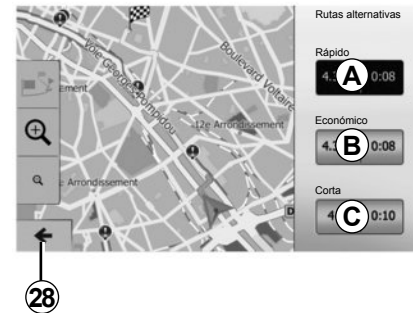 Rutas alternativas
Rápido
A 0:08
Voie Georges Pompidou
Boulevard Voltaire
12e Arrondissement
Económico
4.1 B 0:08
Arrondissement
Corta
4 C 0:10
28